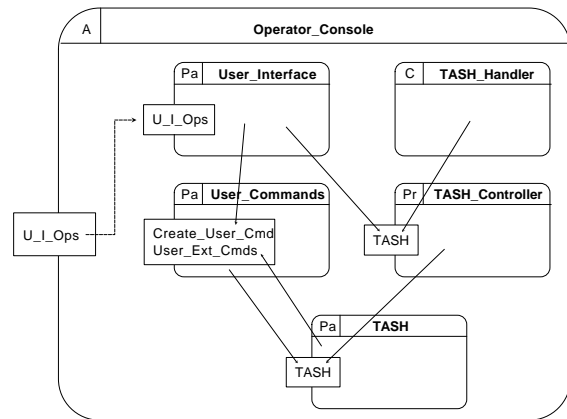 A Operator_Console
Pa User_Interface
C TASH_Handler
U_I_Ops
Pa User_Commands
Pr TASH_Controller
U_I_Ops
Create_User_Cmd
User_Ext_Cmds
TASH
Pa TASH
TASH